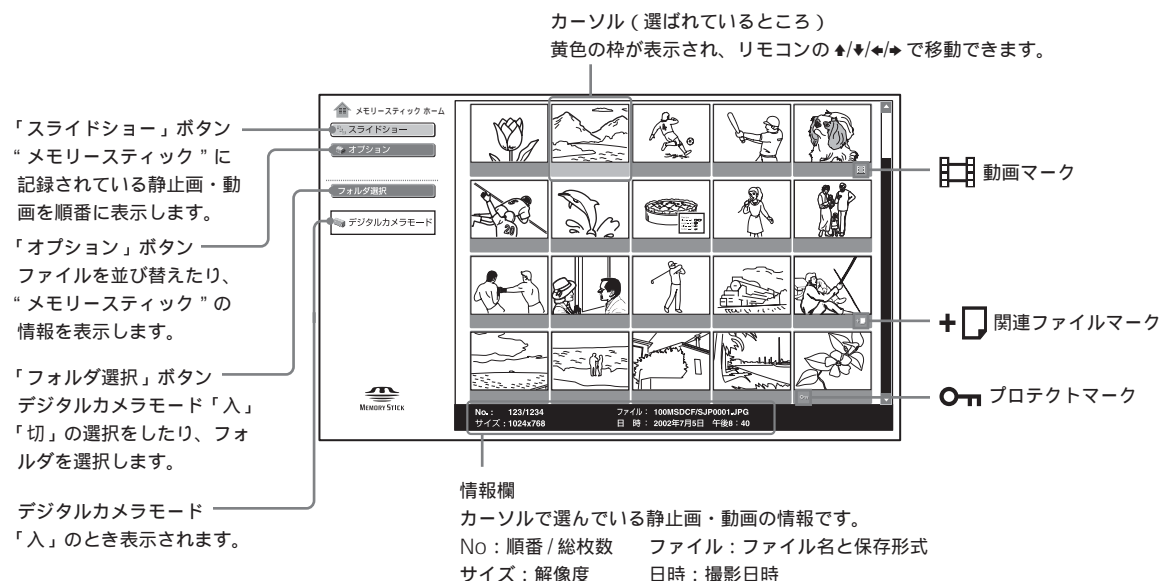 カーソル（選ばれているところ）
黄色の枠が表示され、リモコンの↑/↓/←/→で移動できます。
「スライドショー」ボタン
“メモリースティック”に
記録されている静止画・動
画を順番に表示します。
「オプション」ボタン
ファイルを並び替えたり、
“メモリースティック”の
情報を表示します。
「フォルダ選択」ボタン
デジタルカメラモード「入」
「切」の選択をしたり、フォ
ルダを選択します。
デジタルカメラモード
「入」のとき表示されます。
メモリースティック ホーム
スライドショー
オプション
フォルダ選択
デジタルカメラモード
MEMORY STICK
20
No.： 123/1234 ファイル： 100MSDCF/SJP0001.JPG
サイズ：1024x768 日 時： 2002年7月5日 午後8：40
動画マーク
+ 関連ファイルマーク
プロテクトマーク
情報欄
カーソルで選んでいる静止画・動画の情報です。
No：順番/総枚数 ファイル：ファイル名と保存形式
サイズ：解像度 日時：撮影日時